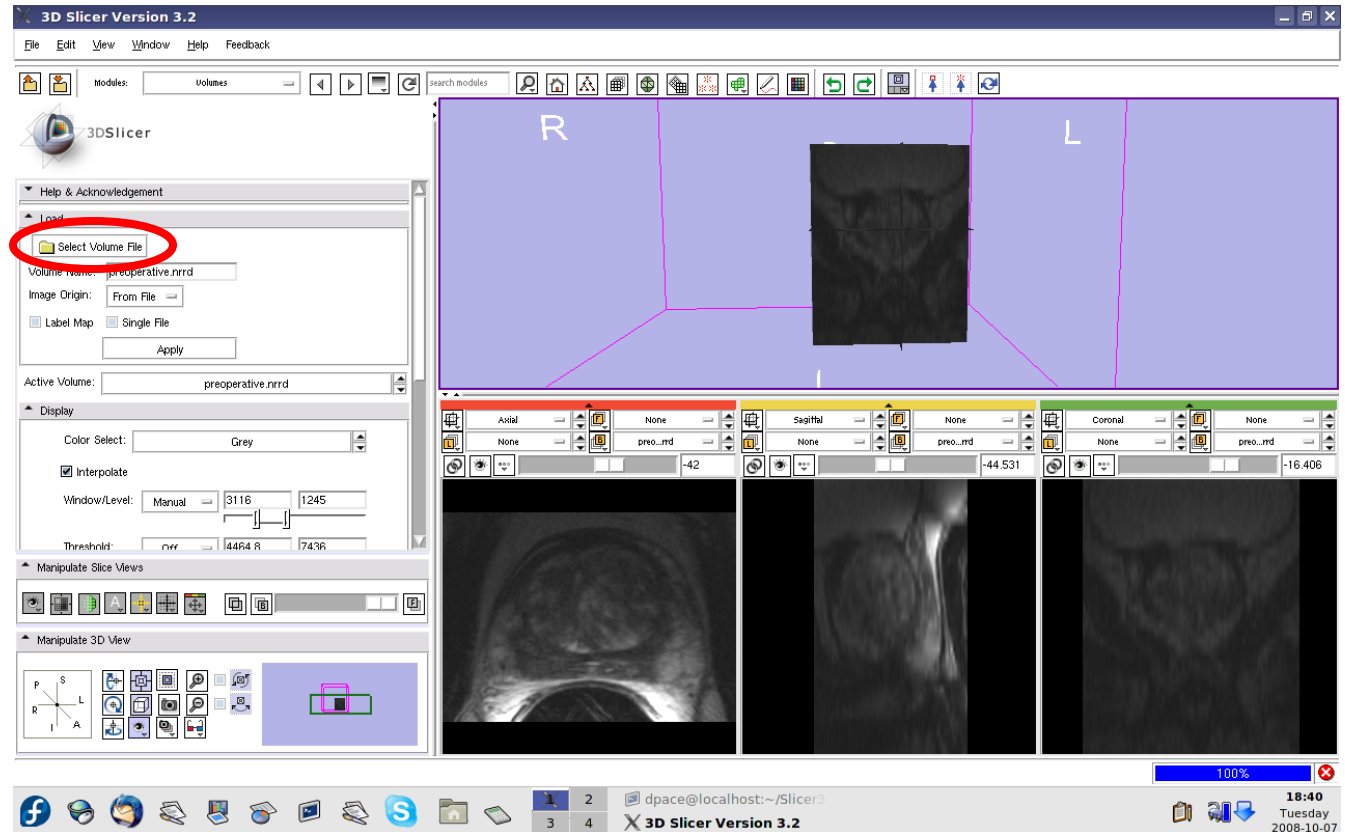 3D Slicer Version 3.2
File Edit View Window Help Feedback
Modules: Volumes search modules
3DSlicer
Help & Acknowledgement
Load
Select Volume File
Volume Name: preoperative.nrrd
Image Origin: From File
Label Map Single File
Apply
Active Volume: preoperative.nrrd
Display
Color Select: Grey
Interpolate
Window/Level: Manual 3116 1245
Threshold: Off 4464.8 7436
Manipulate Slice Views
Manipulate 3D View
P S
R L
I A
R L
I
Axial F None
L None B preo...rrd
-42
Sagittal F None
L None B preo...rrd
-44.531
Coronal F None
L None B preo...rrd
-16.406
100%
1 2
3 4
dpace@localhost:~/Slicer3
3D Slicer Version 3.2
18:40
Tuesday
2008-10-07